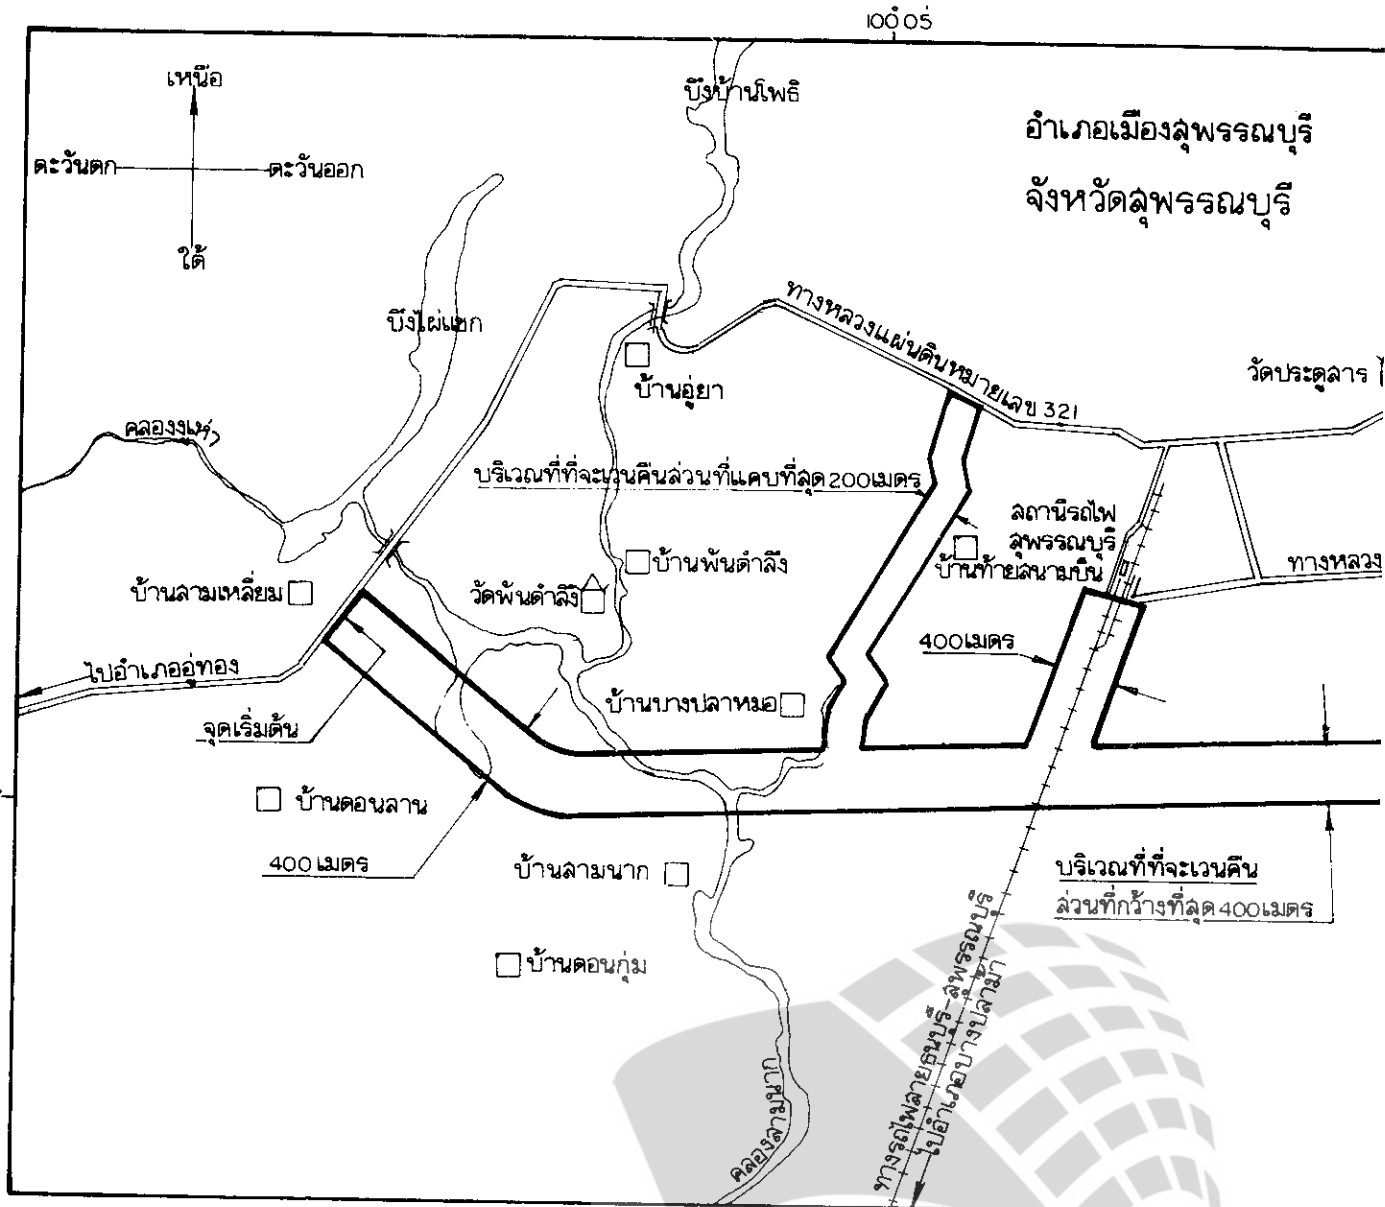 100°05'
เหนือ
บึงบ้านโพธิ
อำเภอเมืองสุพรรณบุรี
ตะวันตก
ตะวันออก
จังหวัดสุพรรณบุรี
ใต้
บึงไผ่แขก
ทางหลวงแผ่นดินหมายเลข 321
วัดประดูสาร
บ้านอู่ยา
คลองงูเห่า
บริเวณที่ที่จะเวนคืนส่วนที่แคบที่สุด 200 เมตร
สถานีรถไฟ
สุพรรณบุรี
บ้านท้ายสนามบิน
บ้านพันตำลึง
ทางหลวง
บ้านสามเหลี่ยม
วัดพันตำลึง
400 เมตร
ไปอำเภออู่ทอง
บ้านบางปลาหมอ
จุดเริ่มต้น
บ้านดอนลาน
400 เมตร
บ้านสามนาก
บริเวณที่ที่จะเวนคืน
ส่วนที่กว้างที่สุด 400 เมตร
บ้านดอนกุ่ม
ทางรถไฟสายธนบุรี-สุพรรณบุรี
ไปอำเภอบางปลาม้า
คลองสามนาก